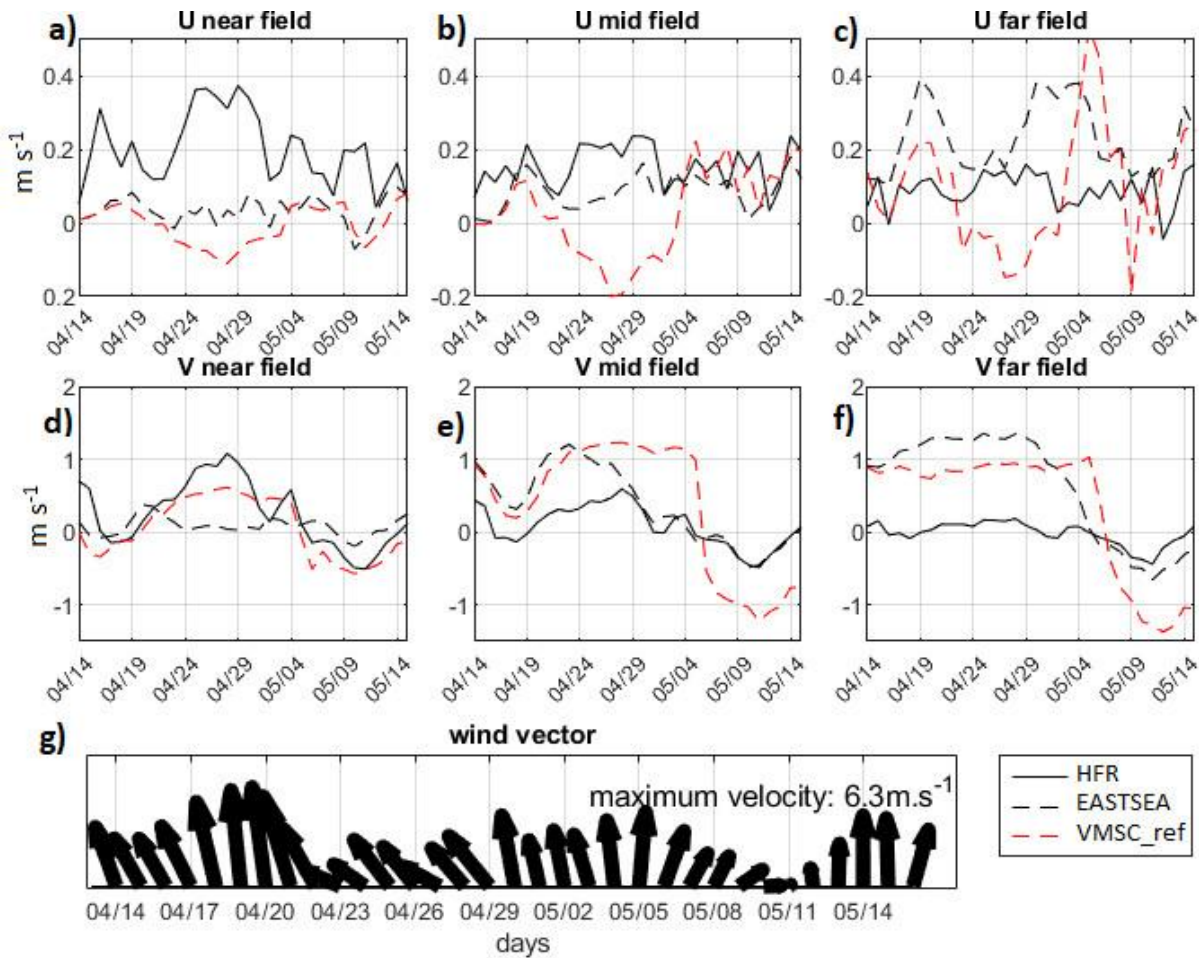 a) U near field
b) U mid field
c) U far field
m s-1
0.4
0.2
0
0.2
04/14 04/19 04/24 04/29 05/04 05/09 05/14
0.4
0.2
0
-0.2
04/14 04/19 04/24 04/29 05/04 05/09 05/14
0.4
0.2
0
-0.2
04/14 04/19 04/24 04/29 05/04 05/09 05/14
d) V near field
e) V mid field
f) V far field
m s-1
2
1
0
-1
04/14 04/19 04/24 04/29 05/04 05/09 05/14
2
1
0
-1
04/14 04/19 04/24 04/29 05/04 05/09 05/14
2
1
0
-1
04/14 04/19 04/24 04/29 05/04 05/09 05/14
g) wind vector
maximum velocity: 6.3m.s-1
04/14 04/17 04/20 04/23 04/26 04/29 05/02 05/05 05/08 05/11 05/14
days
HFR
EASTSEA
VMSC_ref